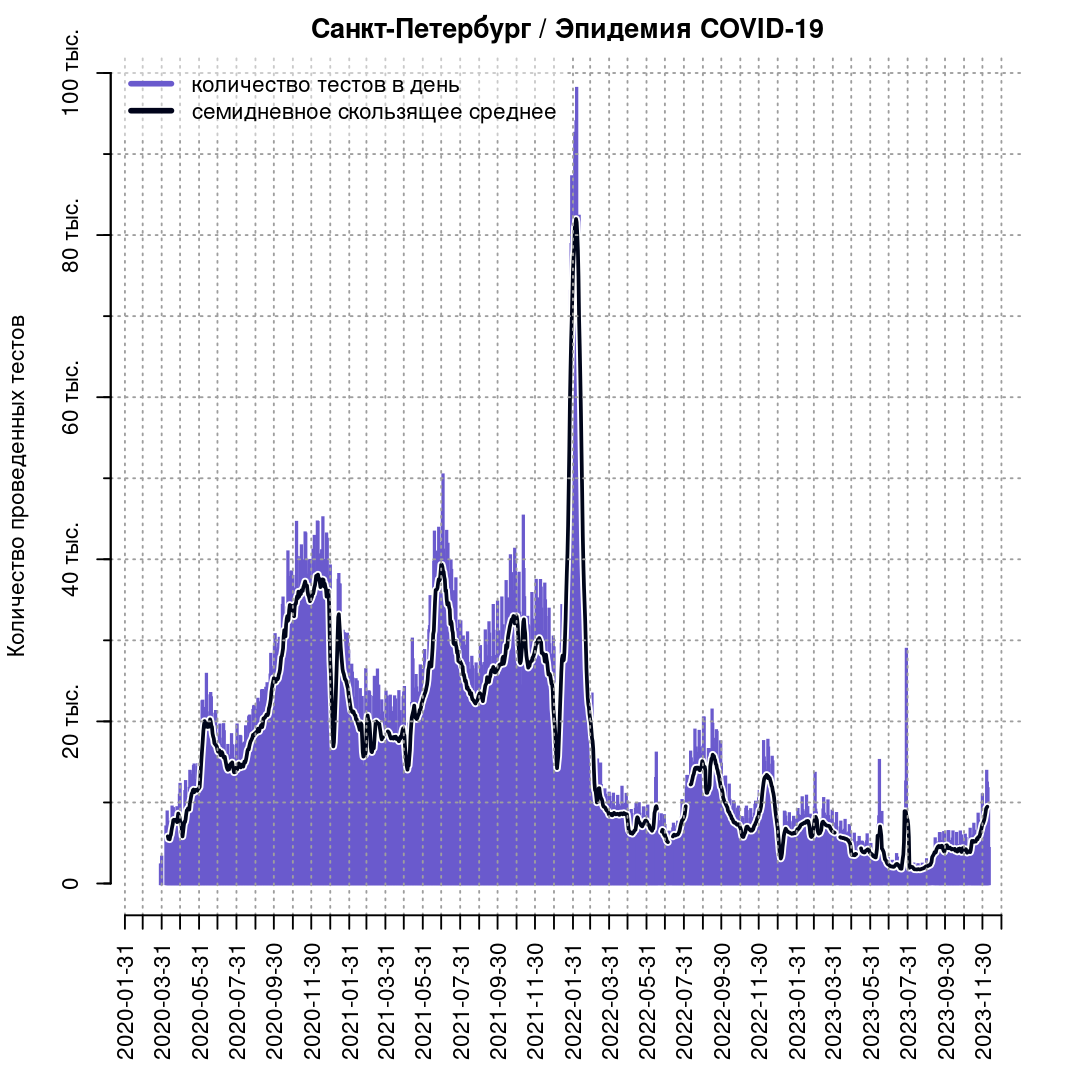 Санкт-Петербург / Эпидемия COVID-19
количество тестов в день
семидневное скользящее среднее
Количество проведенных тестов
100 тыс.
80 тыс.
60 тыс.
40 тыс.
20 тыс.
0
2020-01-31
2020-03-31
2020-05-31
2020-07-31
2020-09-30
2020-11-30
2021-01-31
2021-03-31
2021-05-31
2021-07-31
2021-09-30
2021-11-30
2022-01-31
2022-03-31
2022-05-31
2022-07-31
2022-09-30
2022-11-30
2023-01-31
2023-03-31
2023-05-31
2023-07-31
2023-09-30
2023-11-30